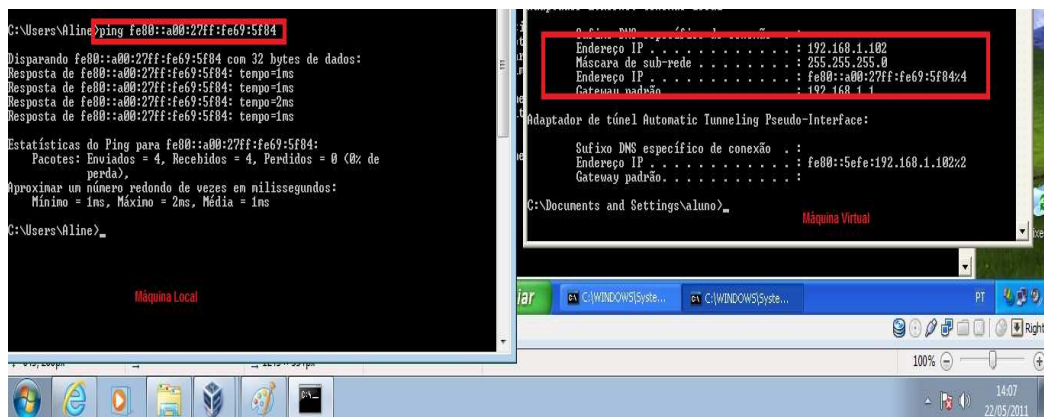 C:\Users\Aline>ping fe80::a00:27ff:fe69:5f84
Disparando fe80::a00:27ff:fe69:5f84 com 32 bytes de dados:
Resposta de fe80::a00:27ff:fe69:5f84: tempo=1ms
Resposta de fe80::a00:27ff:fe69:5f84: tempo=1ms
Resposta de fe80::a00:27ff:fe69:5f84: tempo=2ms
Resposta de fe80::a00:27ff:fe69:5f84: tempo=1ms
Estatísticas do Ping para fe80::a00:27ff:fe69:5f84:
Pacotes: Enviados = 4, Recebidos = 4, Perdidos = 0 (0% de
perda),
Aproximar um número redondo de vezes em milissegundos:
Mínimo = 1ms, Máximo = 2ms, Média = 1ms
C:\Users\Aline>_
Máquina Local
Sufixo DNS específico de conexão . :
Endereço IP . . . . . . . . . . . . : 192.168.1.102
Máscara de sub-rede . . . . . . . . : 255.255.255.0
Endereço IP . . . . . . . . . . . . : fe80::a00:27ff:fe69:5f84%4
Gateway padrão. . . . . . . . . . . : 192.168.1.1
Adaptador de túnel Automatic Tunneling Pseudo-Interface:
Sufixo DNS específico de conexão . :
Endereço IP . . . . . . . . . . . . : fe80::5efe:192.168.1.102%2
Gateway padrão. . . . . . . . . . . :
C:\Documents and Settings\aluno>_
Máquina Virtual
iar
C:\WINDOWS\Syste...
C:\WINDOWS\Syste...
PT
Right
100%
14:07
22/05/2011